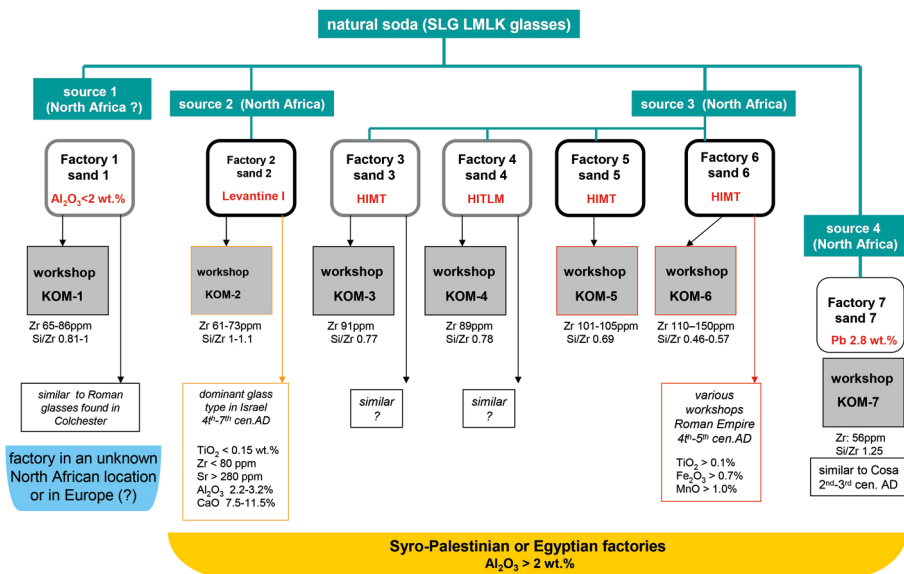 natural soda (SLG LMLK glasses)
source 1
(North Africa ?)
source 2 (North Africa)
source 3 (North Africa)
source 4
(North Africa)
Factory 1
sand 1
Al₂O₃<2 wt.%
Factory 2
sand 2
Levantine I
Factory 3
sand 3
HIMT
Factory 4
sand 4
HITLM
Factory 5
sand 5
HIMT
Factory 6
sand 6
HIMT
Factory 7
sand 7
Pb 2.8 wt.%
workshop
KOM-1
workshop
KOM-2
workshop
KOM-3
workshop
KOM-4
workshop
KOM-5
workshop
KOM-6
workshop
KOM-7
Zr 65-86ppm
Si/Zr 0.81-1
Zr 61-73ppm
Si/Zr 1-1.1
Zr 91ppm
Si/Zr 0.77
Zr 89ppm
Si/Zr 0.78
Zr 101-105ppm
Si/Zr 0.69
Zr 110–150ppm
Si/Zr 0.46-0.57
Zr: 56ppm
Si/Zr 1.25
similar to Roman
glasses found in
Colchester
dominant glass
type in Israel
4tʰ-7ᵗʰ cen.AD
TiO₂ < 0.15 wt.%
Zr < 80 ppm
Sr > 280 ppm
Al₂O₃ 2.2-3.2%
CaO 7.5-11.5%
similar
?
similar
?
various
workshops
Roman Empire
4ᵗʰ-5ᵗʰ cen.AD
TiO₂ > 0.1%
Fe₂O₃ > 0.7%
MnO > 1.0%
similar to Cosa
2ⁿᵈ-3ʳᵈ cen. AD
factory in an unknown
North African location
or in Europe (?)
Syro-Palestinian or Egyptian factories
Al₂O₃ > 2 wt.%